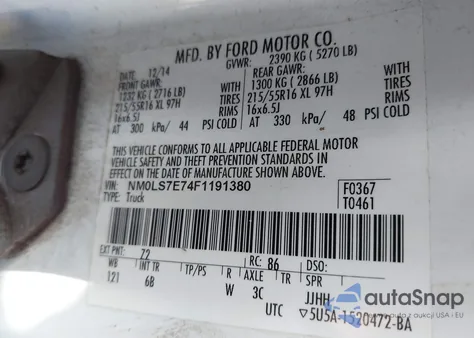 MFD. BY FORD MOTOR CO.
DATE: 12/14 GVWR: 2390 KG ( 5270 LB)
FRONT GAWR: REAR GAWR:
1232 KG ( 2716 LB) WITH 1300 KG ( 2866 LB) WITH
215/55R16 XL 97H TIRES 215/55R16 XL 97H TIRES
16x6.5J RIMS 16x6.5J RIMS
AT 300 kPa/ 44 PSI COLD AT 330 kPa/ 48 PSI COLD
THIS VEHICLE CONFORMS TO ALL APPLICABLE FEDERAL MOTOR
VEHICLE SAFETY AND THEFT PREVENTION STANDARDS IN
EFFECT ON THE DATE OF MANUFACTURE SHOWN ABOVE.
VIN: NM0LS7E74F1191380 F0367
TYPE: Truck T0461
EXT PNT: Z2 RC: 86 DSO:
WB INT TR TP/PS R AXLE TR SPR
121 6B W 3C JJHH
UTC ▽5U5A-1520472-BA
autoSnap